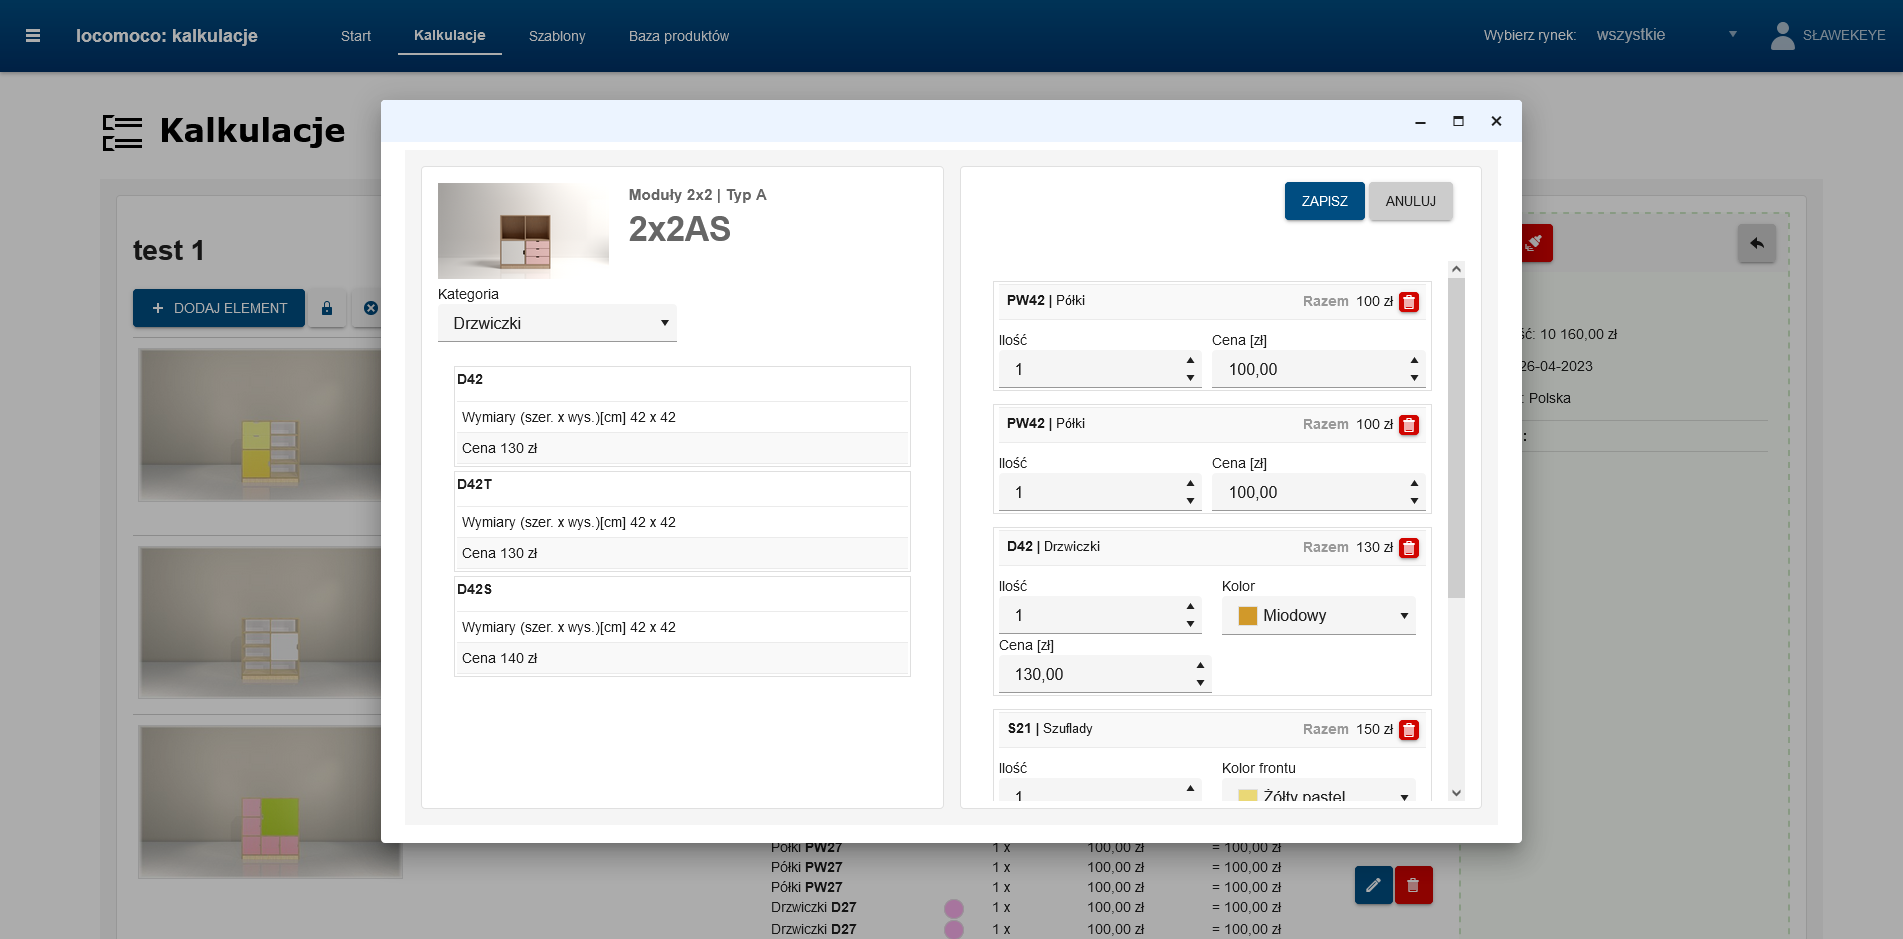 locomoco: kalkulacje
Start
Kalkulacje
Szablony
Baza produktów
Wybierz rynek:
wszystkie
SŁAWEKEYE
Kalkulacje
test 1
DODAJ ELEMENT
Moduły 2x2 | Typ A
2x2AS
Kategoria
Drzwiczki
D42
Wymiary (szer. x wys.)[cm] 42 x 42
Cena 130 zł
D42T
Wymiary (szer. x wys.)[cm] 42 x 42
Cena 130 zł
D42S
Wymiary (szer. x wys.)[cm] 42 x 42
Cena 140 zł
ZAPISZ
ANULUJ
PW42 | Półki
Razem 100 zł
Ilość
Cena [zł]
1
100,00
PW42 | Półki
Razem 100 zł
Ilość
Cena [zł]
1
100,00
D42 | Drzwiczki
Razem 130 zł
Ilość
Kolor
1
Miodowy
Cena [zł]
130,00
S21 | Szuflady
Razem 150 zł
Ilość
Kolor frontu
1
Żółty pastel
ść: 10 160,00 zł
26-04-2023
: Polska
:
Półki PW27 1 x 100,00 zł = 100,00 zł
Półki PW27 1 x 100,00 zł = 100,00 zł
Półki PW27 1 x 100,00 zł = 100,00 zł
Drzwiczki D27 1 x 100,00 zł = 100,00 zł
Drzwiczki D27 1 x 100,00 zł = 100,00 zł